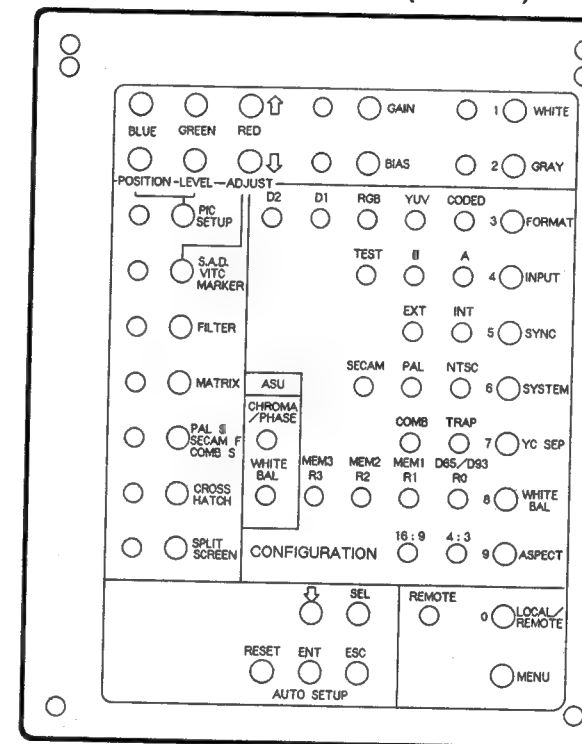 GAIN 1 WHITE
BLUE GREEN RED
BIAS 2 GRAY
POSITION LEVEL ADJUST
D2 D1 RGB YUV CODED
PIC SETUP 3 FORMAT
TEST B A
S.A.D. VITC MARKER 4 INPUT
EXT INT
FILTER 5 SYNC
SECAM PAL NTSC
MATRIX ASU 6 SYSTEM
CHROMA/PHASE
COMB TRAP
PAL
SECAM F
COMB S
7 YC SEP
WHITE BAL
MEM3 MEM2 MEM1 D65/D93
R3 R2 R1 R0
CROSS HATCH 8 WHITE BAL
16:9 4:3
SPLIT SCREEN CONFIGURATION 9 ASPECT
SEL REMOTE
0 LOCAL/REMOTE
RESET ENT ESC
MENU
AUTO SETUP